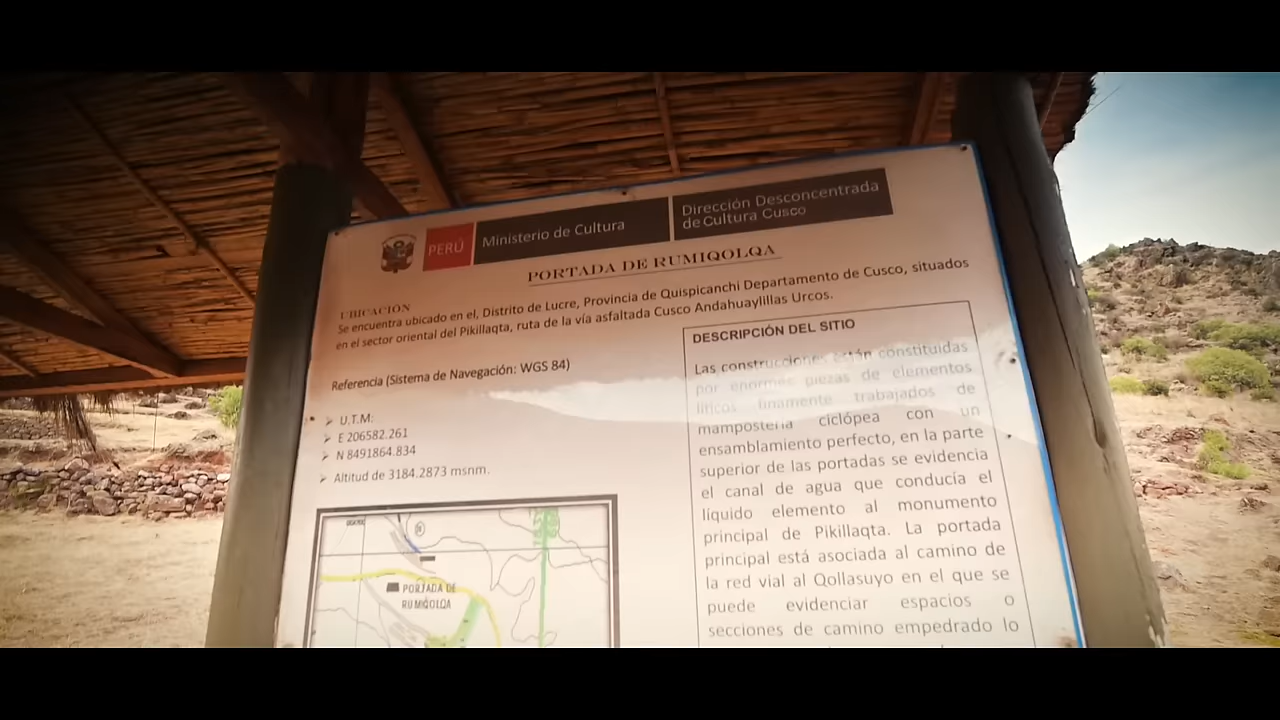 PERÚ
Ministerio de Cultura
Dirección Desconcentrada
de Cultura Cusco
PORTADA DE RUMIQOLQA
UBICACIÓN
Se encuentra ubicado en el, Distrito de Lucre, Provincia de Quispicanchi Departamento de Cusco, situados
en el sector oriental del Pikillaqta, ruta de la vía asfaltada Cusco Andahuaylillas Urcos.
Referencia (Sistema de Navegación: WGS 84)
U.T.M:
E 206582.261
N 8491864.834
Altitud de 3184.2873 msnm.
PORTADA DE
RUMIQOLQA
DESCRIPCIÓN DEL SITIO
Las construcciones están constituidas
por enormes piezas de elementos
líticos finamente trabajados de
mampostería ciclópea con un
ensamblamiento perfecto, en la parte
superior de las portadas se evidencia
el canal de agua que conducía el
líquido elemento al monumento
principal de Pikillaqta. La portada
principal está asociada al camino de
la red vial al Qollasuyo en el que se
puede evidenciar espacios o
secciones de camino empedrado lo